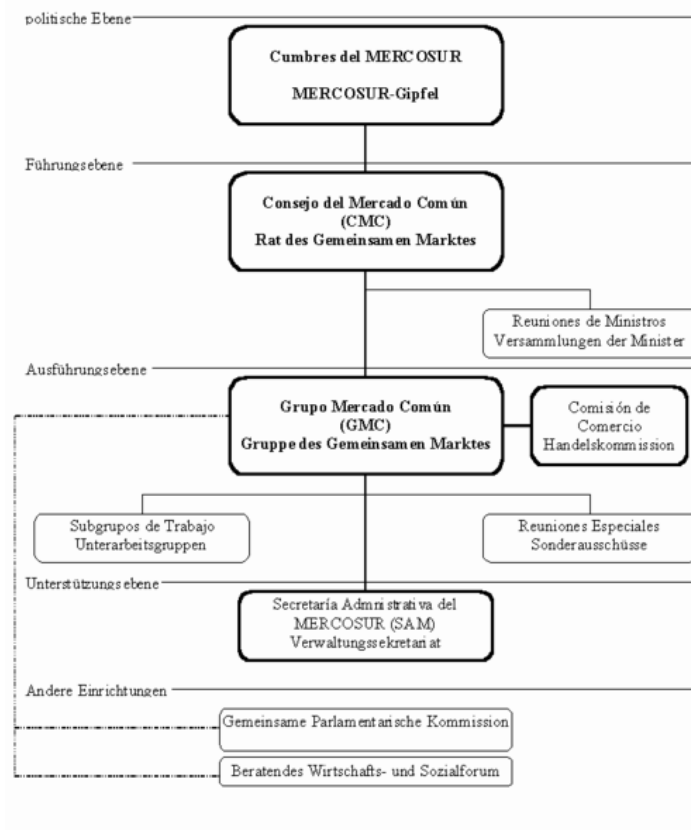 politische Ebene
Cumbres del MERCOSUR
MERCOSUR-Gipfel
Führungsebene
Consejo del Mercado Común
(CMC)
Rat des Gemeinsamen Marktes
Reuniones de Ministros
Versammlungen der Minister
Ausführungsebene
Grupo Mercado Común
(GMC)
Gruppe des Gemeinsamen Marktes
Comisión de
Comercio
Handelskommission
Subgrupos de Trabajo
Unterarbeitsgruppen
Reuniones Especiales
Sonderausschüsse
Unterstützungsebene
Secretaría Admnistrativa del
MERCOSUR (SAM)
Verwaltungssekretariat
Andere Einrichtungen
Gemeinsame Parlamentarische Kommission
Beratendes Wirtschafts- und Sozialforum